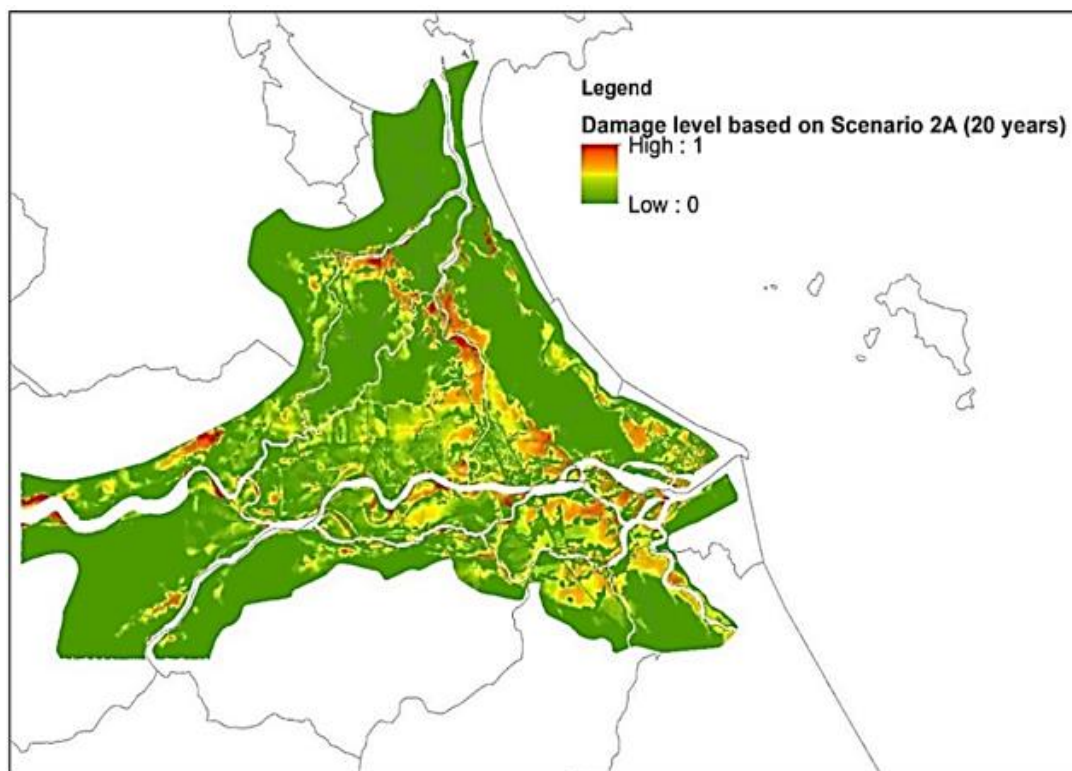 Legend
Damage level based on Scenario 2A (20 years)
High : 1
Low : 0